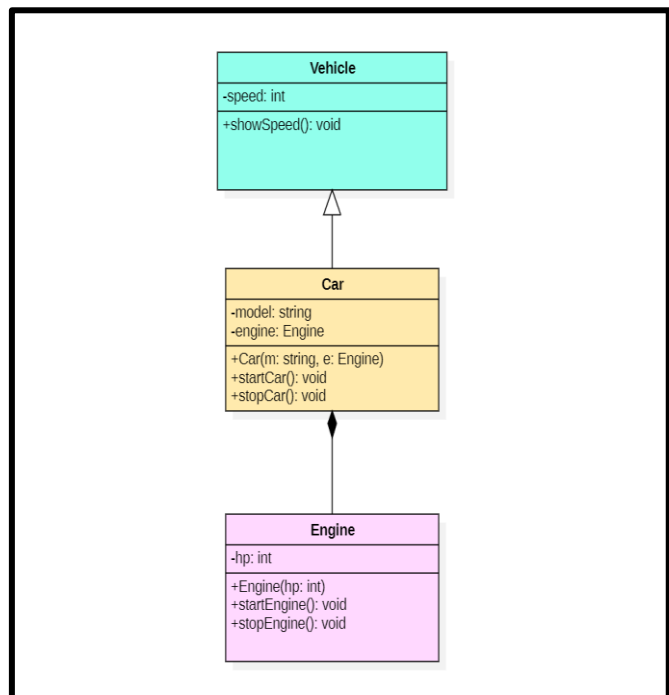 Vehicle
-speed: int
+showSpeed(): void
Car
-model: string
-engine: Engine
+Car(m: string, e: Engine)
+startCar(): void
+stopCar(): void
Engine
-hp: int
+Engine(hp: int)
+startEngine(): void
+stopEngine(): void